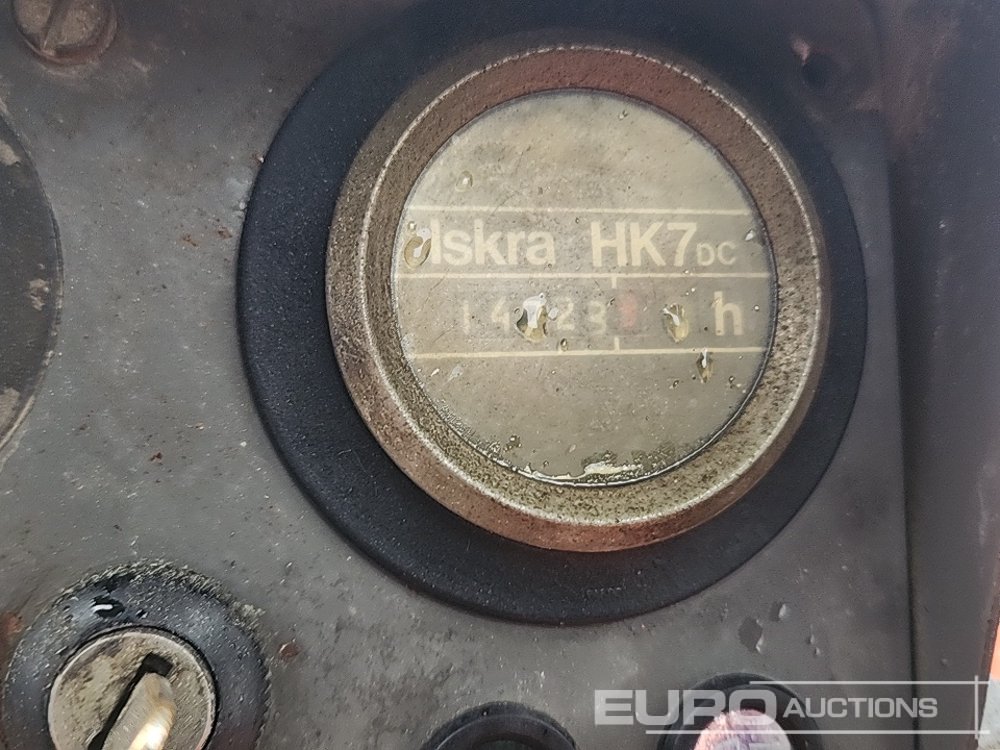 Iskra HK7DC
h
EURO AUCTIONS